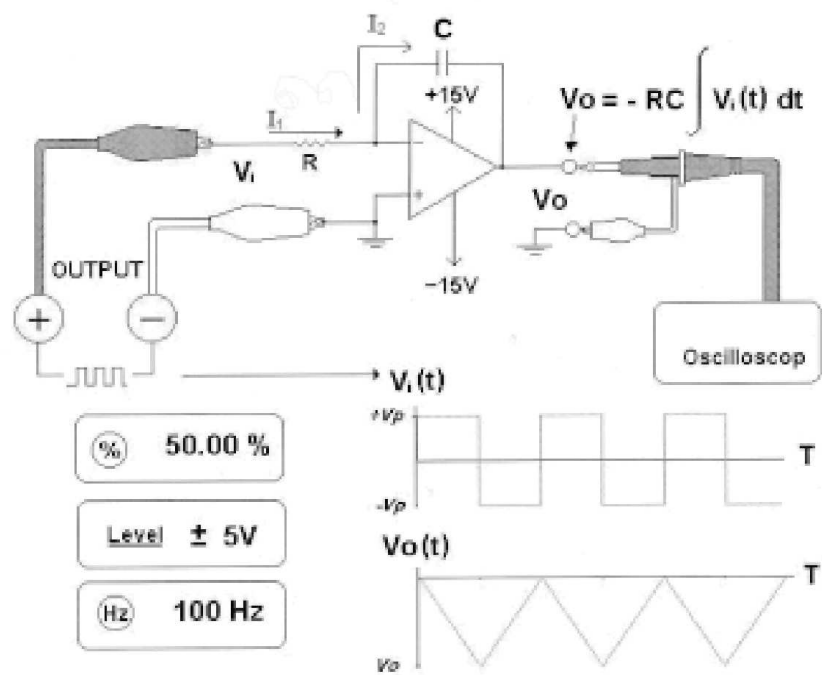 I₂
C
+15V
Vo = - RC ∫ Vᵢ(t) dt
I₁
Vᵢ
R
−
+
Vo
OUTPUT
−15V
+
−
Oscilloscop
Vᵢ(t)
+Vp
% 50.00 %
T
-Vp
Level ± 5V
Vo(t)
T
Hz 100 Hz
Vo